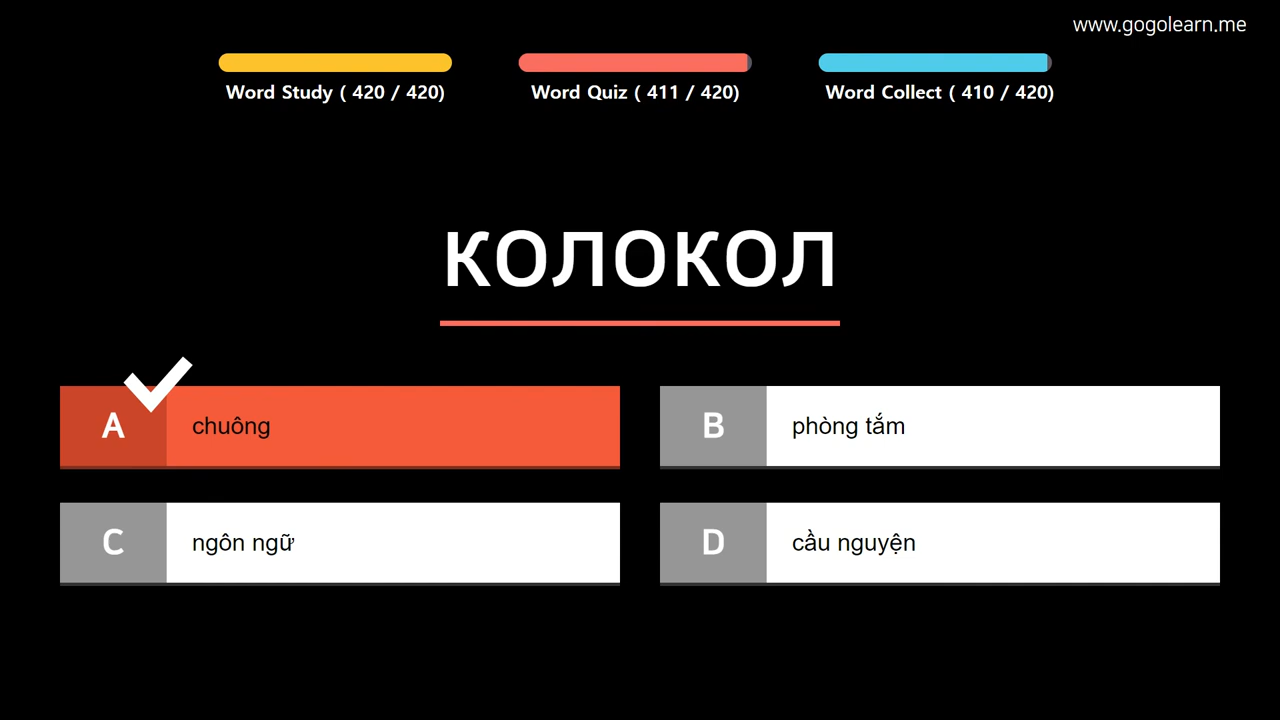 www.gogolearn.me
Word Study ( 420 / 420)
Word Quiz ( 411 / 420)
Word Collect ( 410 / 420)
колокол
A chuông
B phòng tắm
C ngôn ngữ
D cầu nguyện